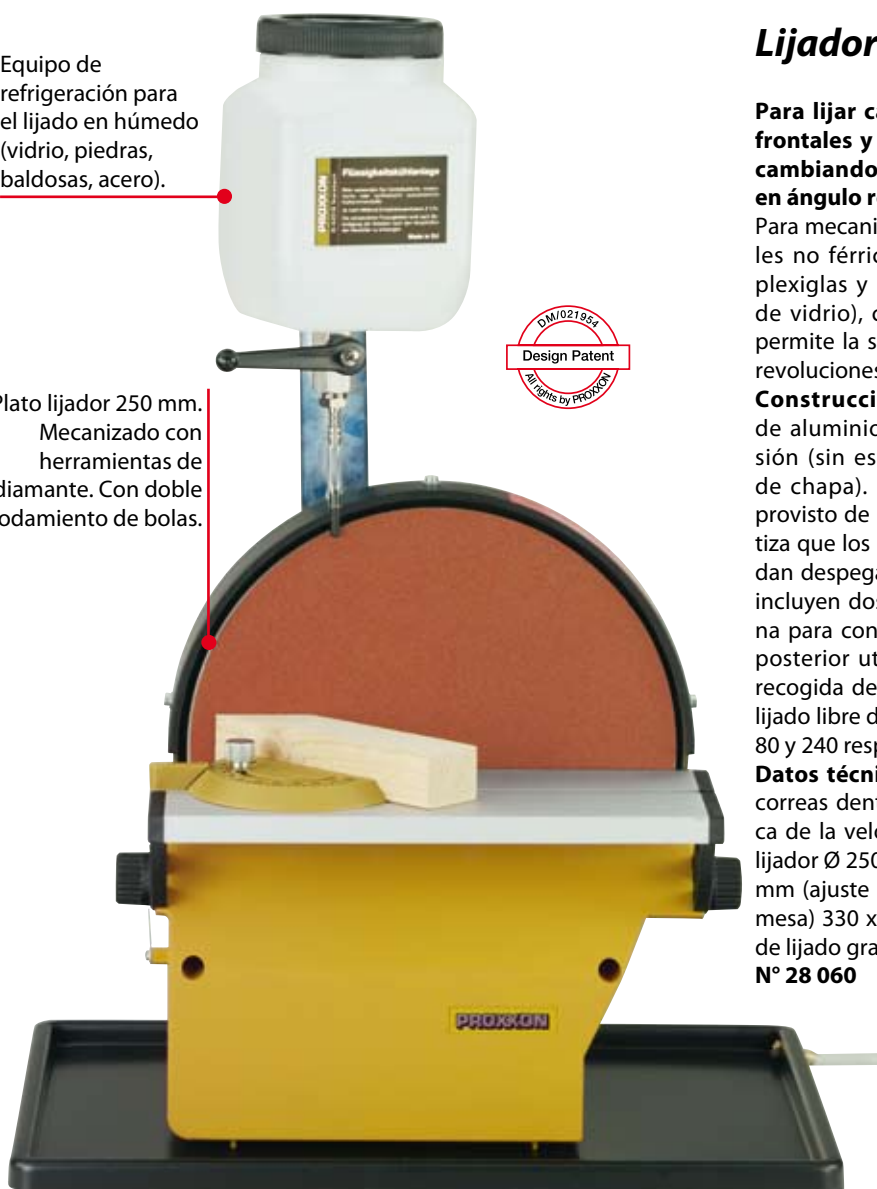 Equipo de
refrigeración para
el lijado en húmedo
(vidrio, piedras,
baldosas, acero).
Flüssigkeitskühlanlage
PROXXON
DM/021954
Design Patent
All rights by PROXXON
Plato lijador 250 mm.
Mecanizado con
herramientas de
diamante. Con doble
odamiento de bolas.
PROXXON
Lijador
Para lijar ca
frontales y
cambiando
en ángulo re
Para mecani
les no férric
plexiglas y
de vidrio), c
permite la s
revoluciones
Construcci
de aluminio
sión (sin es
de chapa).
provisto de
tiza que los
dan despega
incluyen dos
na para con
posterior ut
recogida de
lijado libre d
80 y 240 resp
Datos técni
correas dent
ca de la velo
lijador Ø 250
mm (ajuste
mesa) 330 x
de lijado gra
N° 28 060